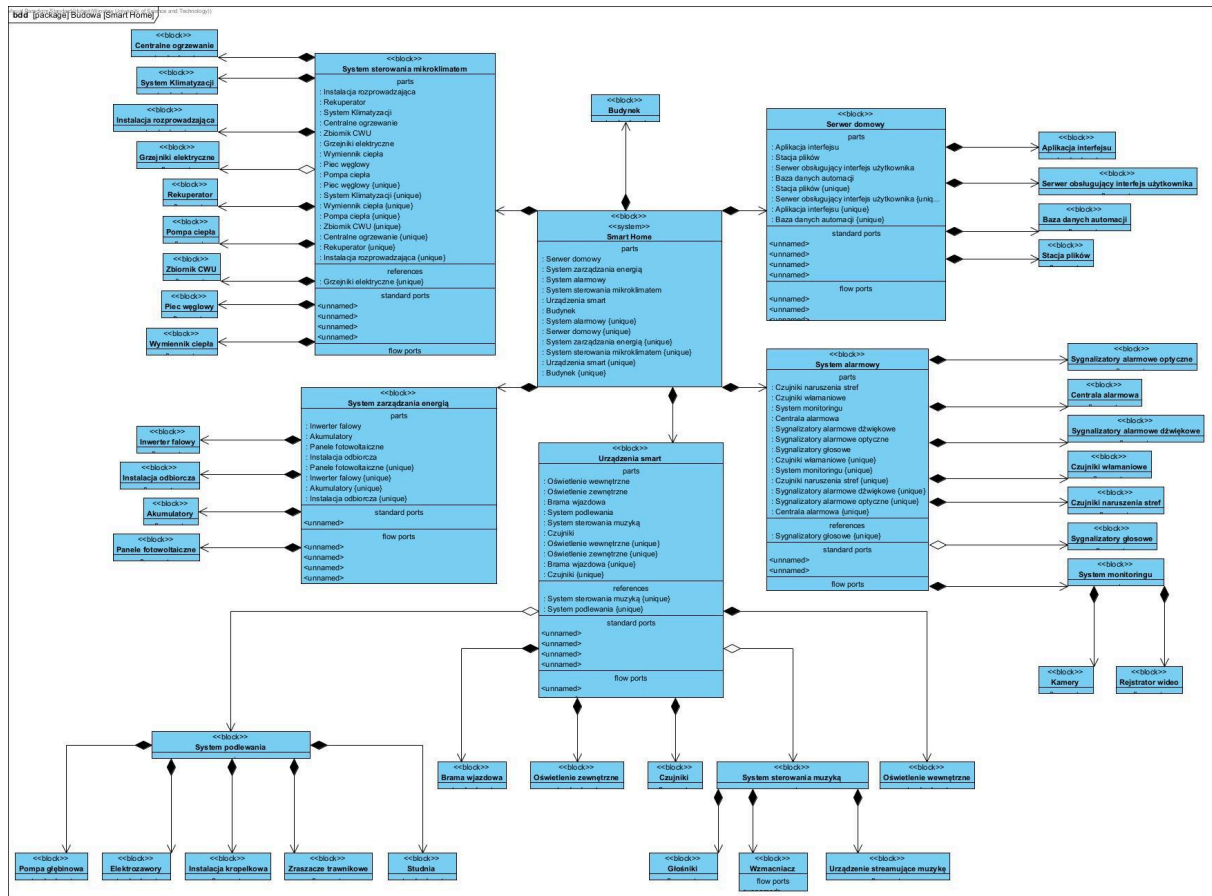 bdd [package] Budowa [Smart Home]
<<block>>
Centralne ogrzewanie
<<block>>
System Klimatyzacji
<<block>>
Instalacja rozprowadzająca
<<block>>
Grzejniki elektryczne
<<block>>
Rekuperator
<<block>>
Pompa ciepła
<<block>>
Zbiornik CWU
<<block>>
Piec węglowy
<<block>>
Wymiennik ciepła
<<block>>
System sterowania mikroklimatem
parts
: Instalacja rozprowadzająca
: Rekuperator
: System Klimatyzacji
: Centralne ogrzewanie
: Zbiornik CWU
: Grzejniki elektryczne
: Wymiennik ciepła
: Piec węglowy
: Pompa ciepła
: Piec węglowy {unique}
: System Klimatyzacji {unique}
: Wymiennik ciepła {unique}
: Pompa ciepła {unique}
: Zbiornik CWU {unique}
: Centralne ogrzewanie {unique}
: Rekuperator {unique}
: Instalacja rozprowadzająca {unique}
references
: Grzejniki elektryczne {unique}
standard ports
<unnamed>
<unnamed>
<unnamed>
flow ports
<<block>>
Budynek
<<block>>
<<system>>
Smart Home
parts
: Serwer domowy
: System zarządzania energią
: System alarmowy
: System sterowania mikroklimatem
: Urządzenia smart
: Budynek
: System alarmowy {unique}
: Serwer domowy {unique}
: System zarządzania energią {unique}
: System sterowania mikroklimatem {unique}
: Urządzenia smart {unique}
: Budynek {unique}
<<block>>
Serwer domowy
parts
: Aplikacja interfejsu
: Stacja plików
: Serwer obsługujący interfejs użytkownika
: Baza danych automacji
: Stacja plików {unique}
: Serwer obsługujący interfejs użytkownika {uniq...
: Aplikacja interfejsu {unique}
: Baza danych automacji {unique}
standard ports
<unnamed>
<unnamed>
<unnamed>
<unnamed>
flow ports
<unnamed>
<unnamed>
<unnamed>
<<block>>
Aplikacja interfejsu
<<block>>
Serwer obsługujący interfejs użytkownika
<<block>>
Baza danych automacji
<<block>>
Stacja plików
<<block>>
System alarmowy
parts
: Czujniki naruszenia stref
: Czujniki włamaniowe
: System monitoringu
: Centrala alarmowa
: Sygnalizatory alarmowe dźwiękowe
: Sygnalizatory alarmowe optyczne
: Sygnalizatory głosowe
: Czujniki włamaniowe {unique}
: System monitoringu {unique}
: Czujniki naruszenia stref {unique}
: Sygnalizatory alarmowe dźwiękowe {unique}
: Sygnalizatory alarmowe optyczne {unique}
: Centrala alarmowa {unique}
references
: Sygnalizatory głosowe {unique}
standard ports
<unnamed>
<unnamed>
flow ports
<<block>>
Sygnalizatory alarmowe optyczne
<<block>>
Centrala alarmowa
<<block>>
Sygnalizatory alarmowe dźwiękowe
<<block>>
Czujniki włamaniowe
<<block>>
Czujniki naruszenia stref
<<block>>
Sygnalizatory głosowe
<<block>>
System monitoringu
<<block>>
Kamery
<<block>>
Rejstrator wideo
<<block>>
System zarządzania energią
parts
: Inwerter falowy
: Akumulatory
: Panele fotowoltaiczne
: Instalacja odbiorcza
: Panele fotowoltaiczne {unique}
: Inwerter falowy {unique}
: Akumulatory {unique}
: Instalacja odbiorcza {unique}
standard ports
<unnamed>
flow ports
<unnamed>
<unnamed>
<unnamed>
<<block>>
Inwerter falowy
<<block>>
Instalacja odbiorcza
<<block>>
Akumulatory
<<block>>
Panele fotowoltaiczne
<<block>>
Urządzenia smart
parts
: Oświetlenie wewnętrzne
: Oświetlenie zewnętrzne
: Brama wjazdowa
: System podlewania
: System sterowania muzyką
: Czujniki
: Oświetlenie wewnętrzne {unique}
: Oświetlenie zewnętrzne {unique}
: Brama wjazdowa {unique}
: Czujniki {unique}
references
: System sterowania muzyką {unique}
: System podlewania {unique}
standard ports
<unnamed>
<unnamed>
<unnamed>
<unnamed>
flow ports
<unnamed>
<<block>>
System podlewania
<<block>>
Brama wjazdowa
<<block>>
Oświetlenie zewnętrzne
<<block>>
Czujniki
<<block>>
System sterowania muzyką
<<block>>
Oświetlenie wewnętrzne
<<block>>
Pompa głębinowa
<<block>>
Elektrozawory
<<block>>
Instalacja kropelkowa
<<block>>
Zraszacze trawnikowe
<<block>>
Studnia
<<block>>
Głośniki
<<block>>
Wzmacniacz
flow ports
<<block>>
Urządzenie streamujące muzykę